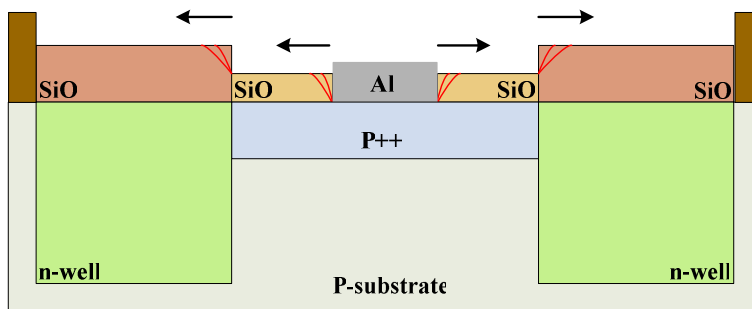 Al
SiO
SiO
SiO
SiO
P++
n-well
n-well
P-substrate